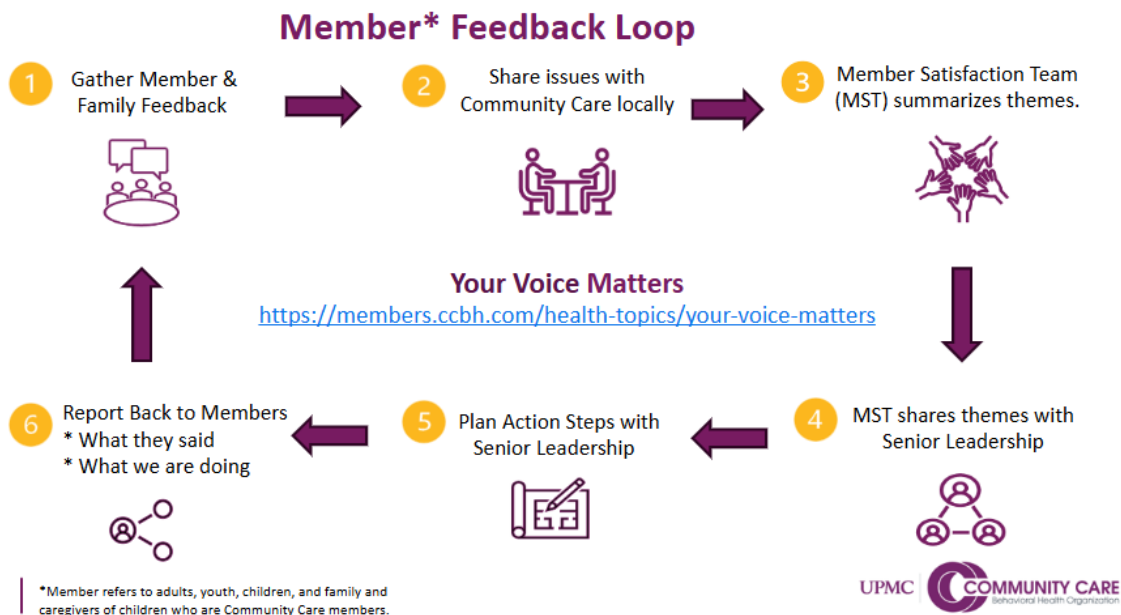 Member* Feedback Loop
1
Gather Member &
Family Feedback
2
Share issues with
Community Care locally
3
Member Satisfaction Team
(MST) summarizes themes.
Your Voice Matters
https://members.ccbh.com/health-topics/your-voice-matters
4
MST shares themes with
Senior Leadership
5
Plan Action Steps with
Senior Leadership
6
Report Back to Members
* What they said
* What we are doing
*Member refers to adults, youth, children, and family and
caregivers of children who are Community Care members.
UPMC
COMMUNITY CARE
Behavioral Health Organization